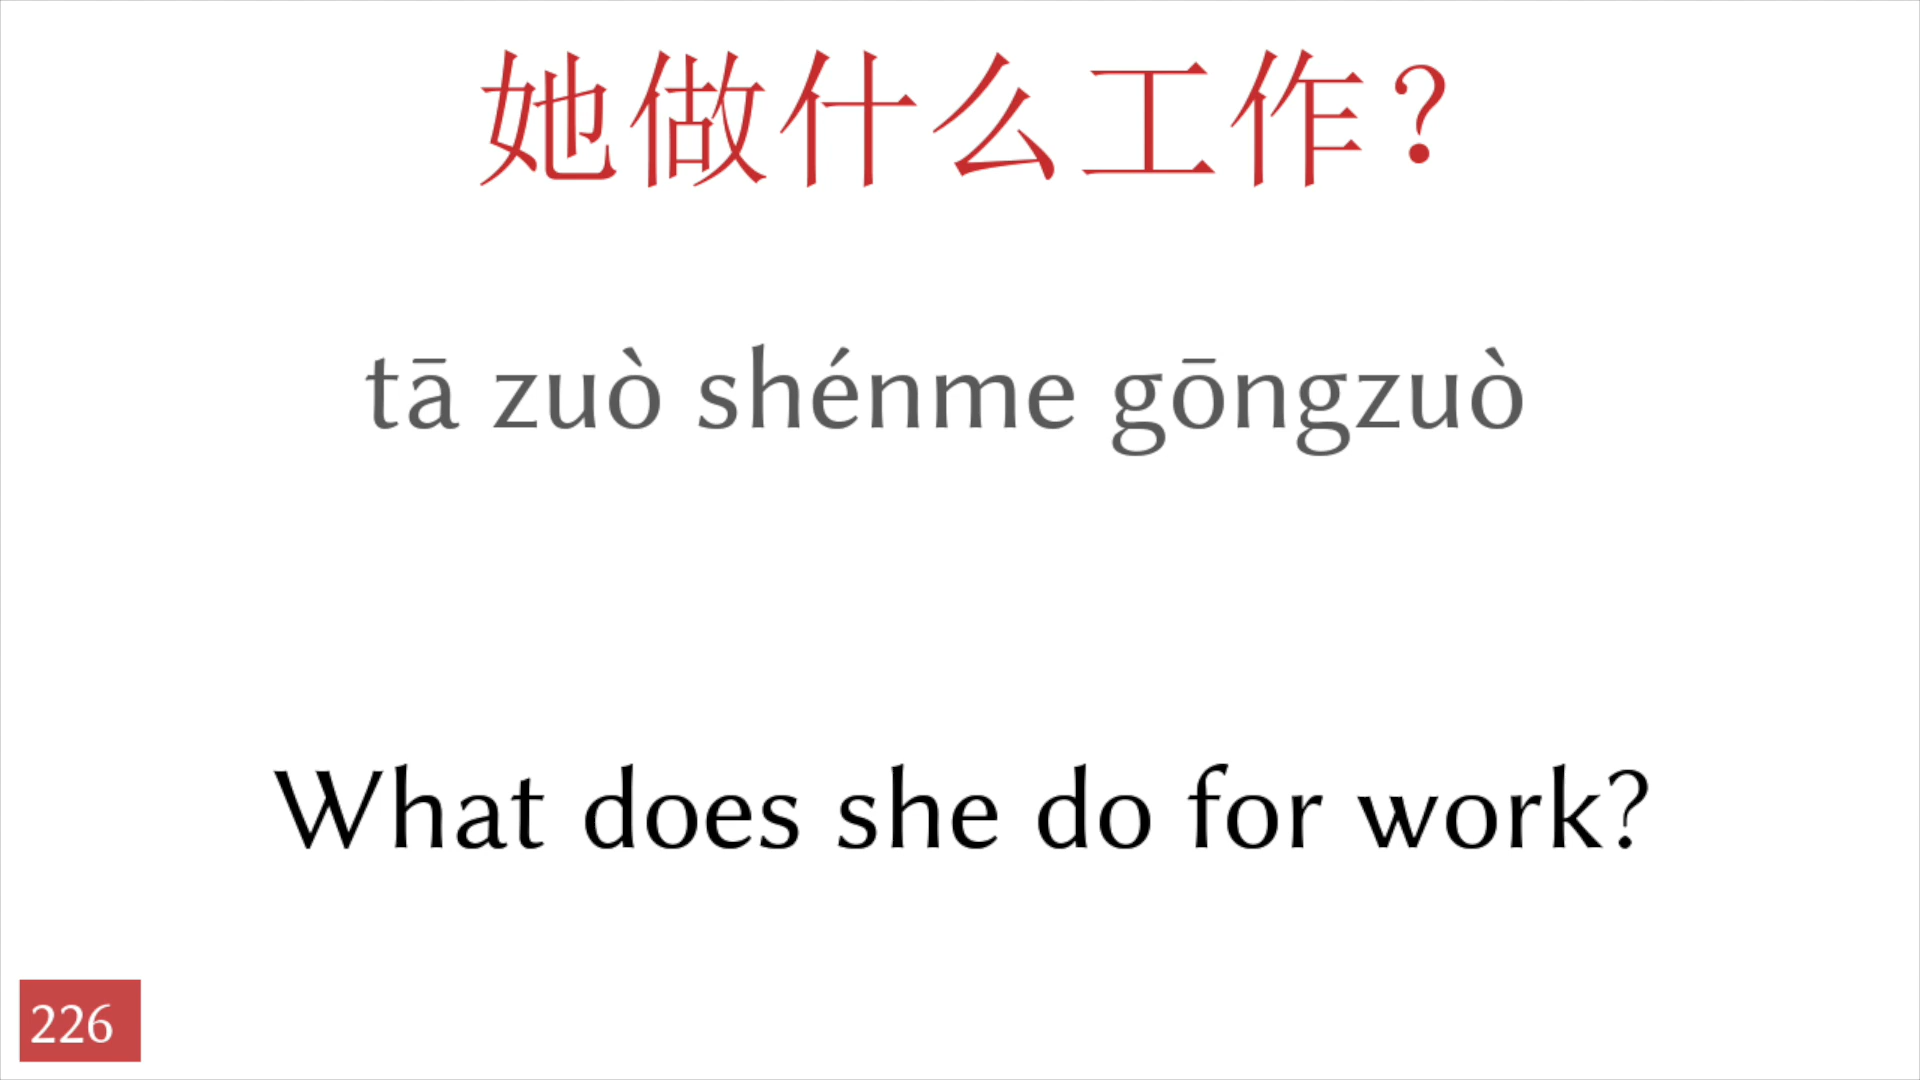 她做什么工作？
tā zuò shénme gōngzuò
What does she do for work?
226